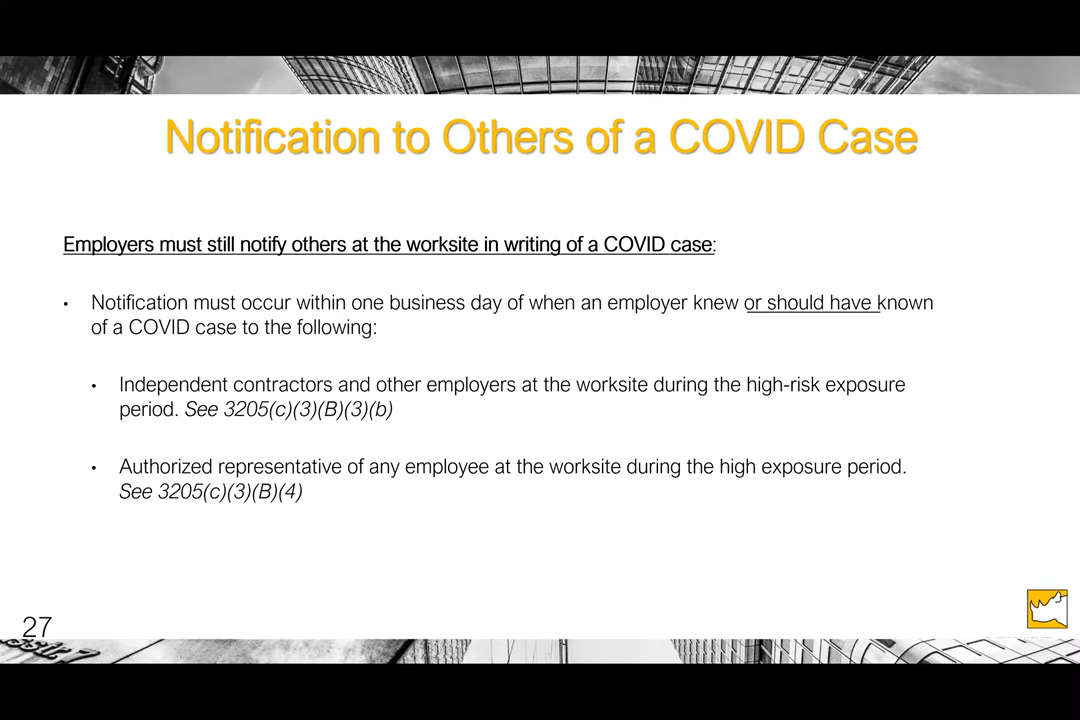 Notification to Others of a COVID Case
Employers must still notify others at the worksite in writing of a COVID case:
• Notification must occur within one business day of when an employer knew or should have known
of a COVID case to the following:
• Independent contractors and other employers at the worksite during the high-risk exposure
period. See 3205(c)(3)(B)(3)(b)
• Authorized representative of any employee at the worksite during the high exposure period.
See 3205(c)(3)(B)(4)
27